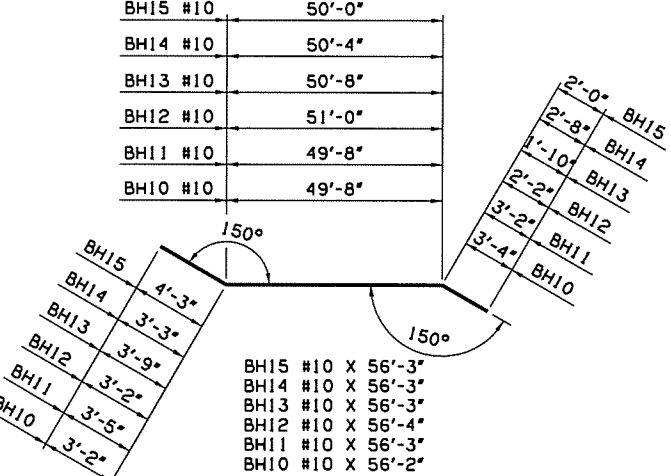 BH15 #10 50'-0"
BH14 #10 50'-4"
BH13 #10 50'-8"
BH12 #10 51'-0"
BH11 #10 49'-8"
BH10 #10 49'-8"
2'-0" BH15
2'-8" BH14
1'-10" BH13
2'-2" BH12
3'-2" BH11
3'-4" BH10
150°
BH15 4'-3"
BH14 3'-3"
BH13 3'-9"
BH12 3'-2"
BH11 3'-5"
BH10 3'-2"
150°
BH15 #10 X 56'-3"
BH14 #10 X 56'-3"
BH13 #10 X 56'-3"
BH12 #10 X 56'-4"
BH11 #10 X 56'-3"
BH10 #10 X 56'-2"